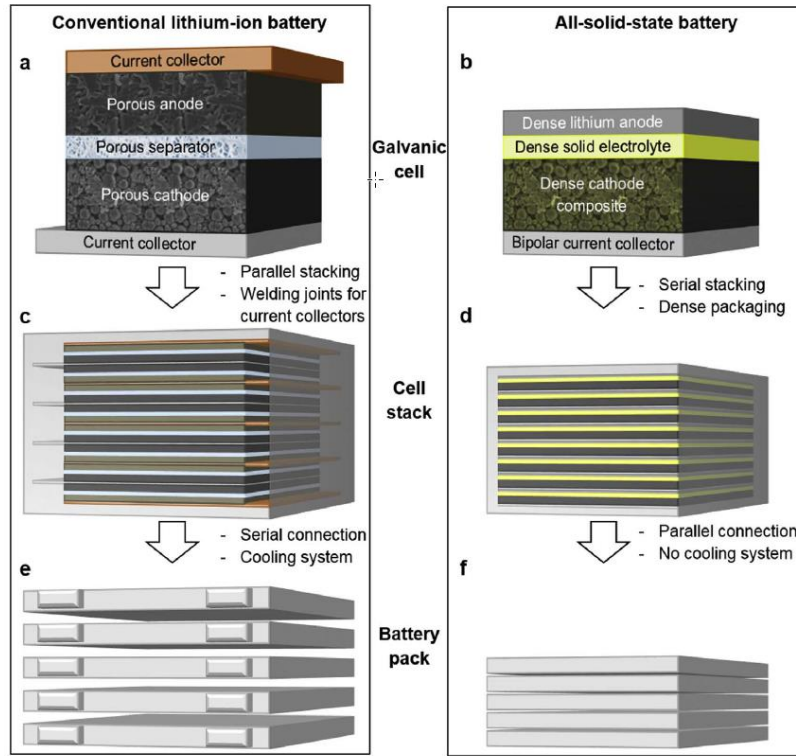 Conventional lithium-ion battery
a
Current collector
Porous anode
Porous separator
Porous cathode
Current collector
- Parallel stacking
- Welding joints for
current collectors
c
- Serial connection
- Cooling system
e
Galvanic
cell
Cell
stack
Battery
pack
All-solid-state battery
b
Dense lithium anode
Dense solid electrolyte
Dense cathode
composite
Bipolar current collector
- Serial stacking
- Dense packaging
d
- Parallel connection
- No cooling system
f